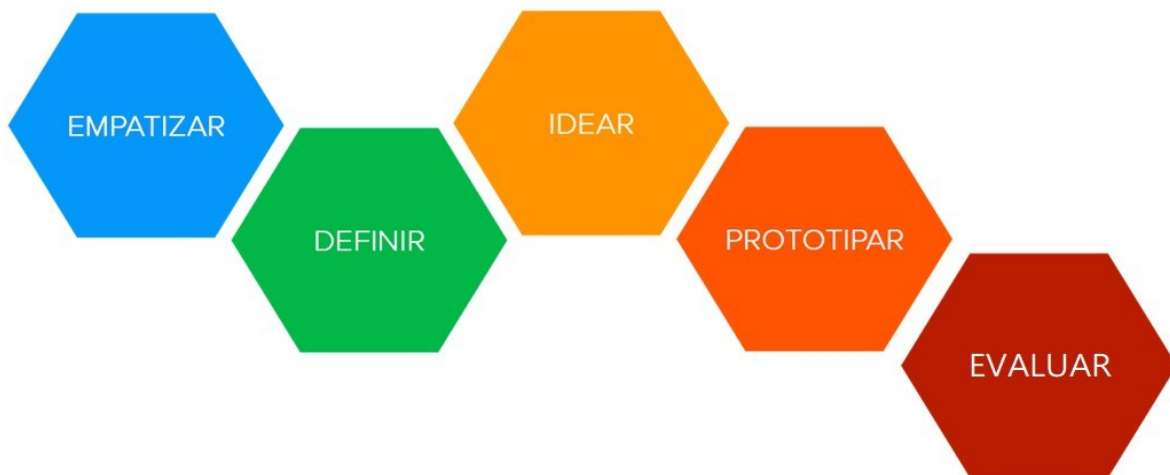 EMPATIZAR
DEFINIR
IDEAR
PROTOTIPAR
EVALUAR